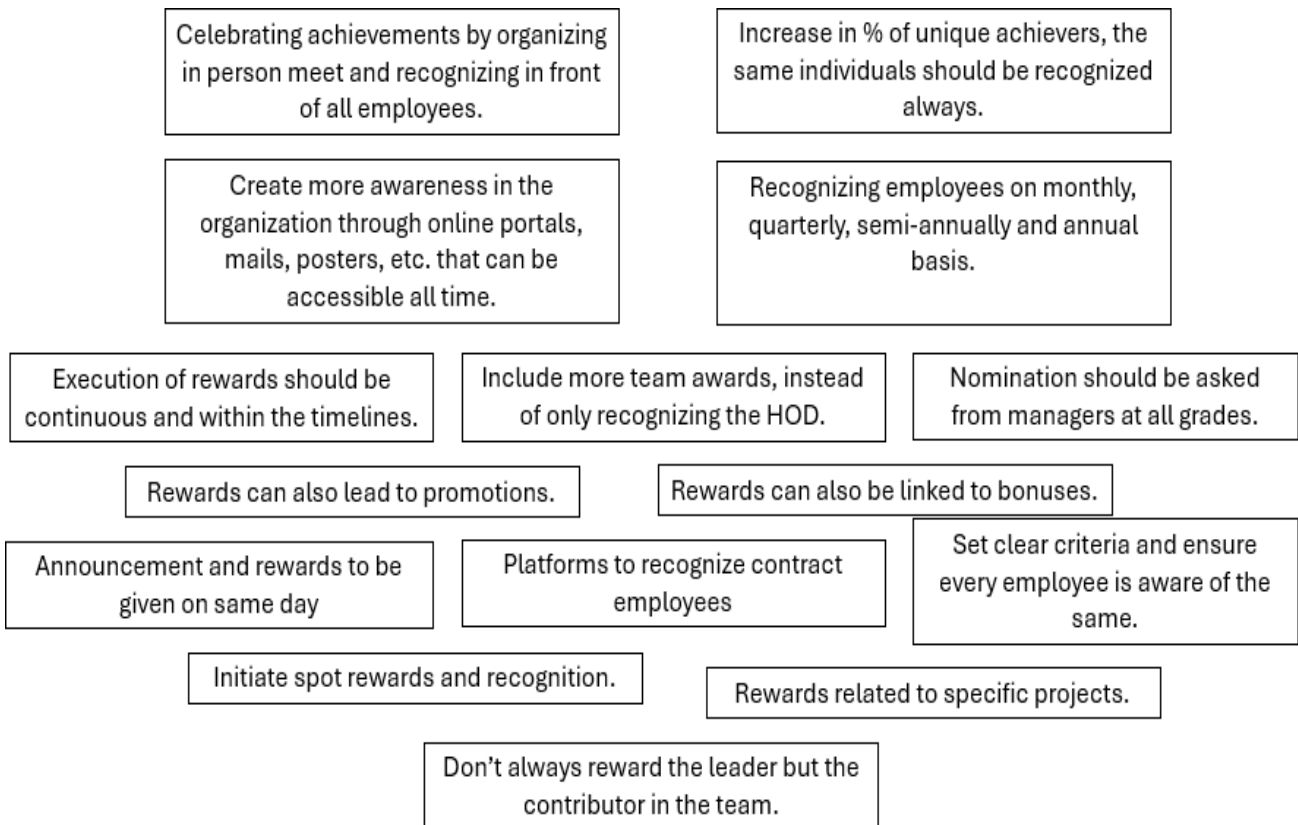 Celebrating achievements by organizing
in person meet and recognizing in front
of all employees.
Increase in % of unique achievers, the
same individuals should be recognized
always.
Create more awareness in the
organization through online portals,
mails, posters, etc. that can be
accessible all time.
Recognizing employees on monthly,
quarterly, semi-annually and annual
basis.
Execution of rewards should be
continuous and within the timelines.
Include more team awards, instead
of only recognizing the HOD.
Nomination should be asked
from managers at all grades.
Rewards can also lead to promotions.
Rewards can also be linked to bonuses.
Announcement and rewards to be
given on same day
Platforms to recognize contract
employees
Set clear criteria and ensure
every employee is aware of the
same.
Initiate spot rewards and recognition.
Rewards related to specific projects.
Don’t always reward the leader but the
contributor in the team.